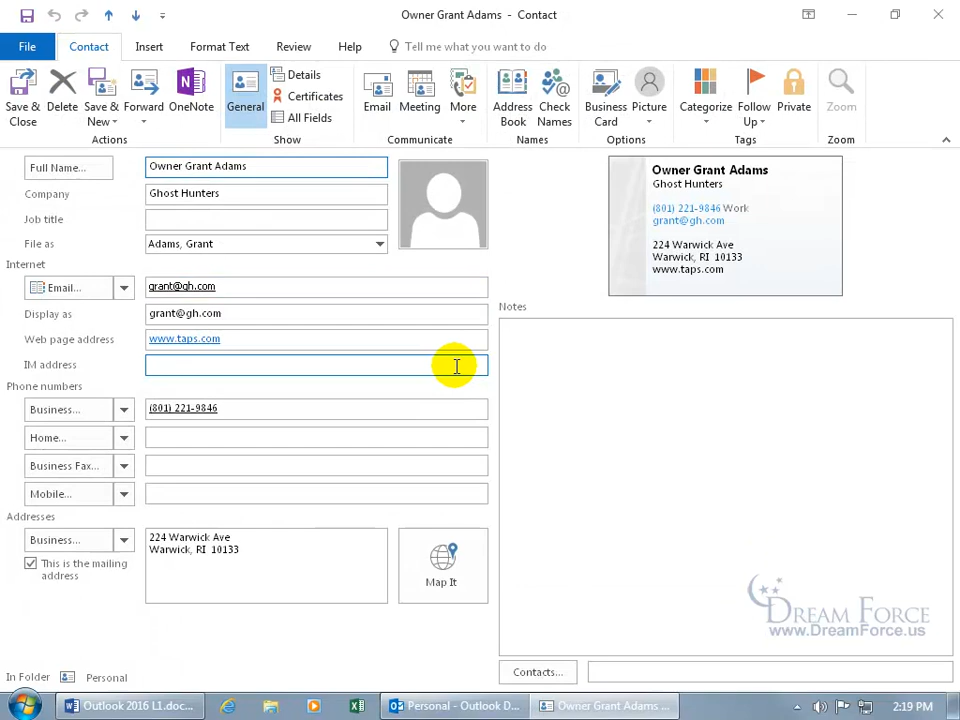 Owner Grant Adams - Contact
File
Contact
Insert
Format Text
Review
Help
Tell me what you want to do
Save & Close
Delete
Save & New
Forward
OneNote
Actions
General
Details
Certificates
All Fields
Show
Email
Meeting
More
Communicate
Address Book
Check Names
Names
Business Card
Picture
Options
Categorize
Follow Up
Private
Tags
Zoom
Zoom
Full Name...
Owner Grant Adams
Company
Ghost Hunters
Job title
File as
Adams, Grant
Internet
Email...
grant@gh.com
Display as
grant@gh.com
Web page address
www.taps.com
IM address
Phone numbers
Business...
(801) 221-9846
Home...
Business Fax...
Mobile...
Addresses
Business...
224 Warwick Ave
Warwick, RI 10133
This is the mailing
address
Map It
Owner Grant Adams
Ghost Hunters
(801) 221-9846 Work
grant@gh.com
224 Warwick Ave
Warwick, RI 10133
www.taps.com
Notes
DREAM FORCE
www.DreamForce.us
Contacts...
In Folder
Personal
Outlook 2016 L1.doc...
Personal - Outlook D...
Owner Grant Adams ...
2:19 PM